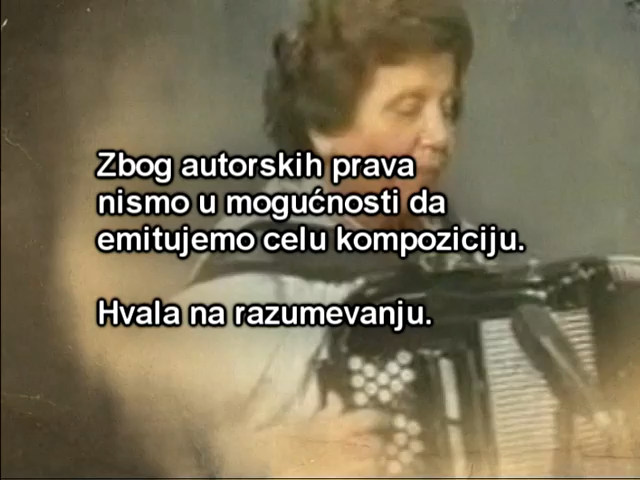 Zbog autorskih prava
nismo u mogućnosti da
emitujemo celu kompoziciju.
Hvala na razumevanju.